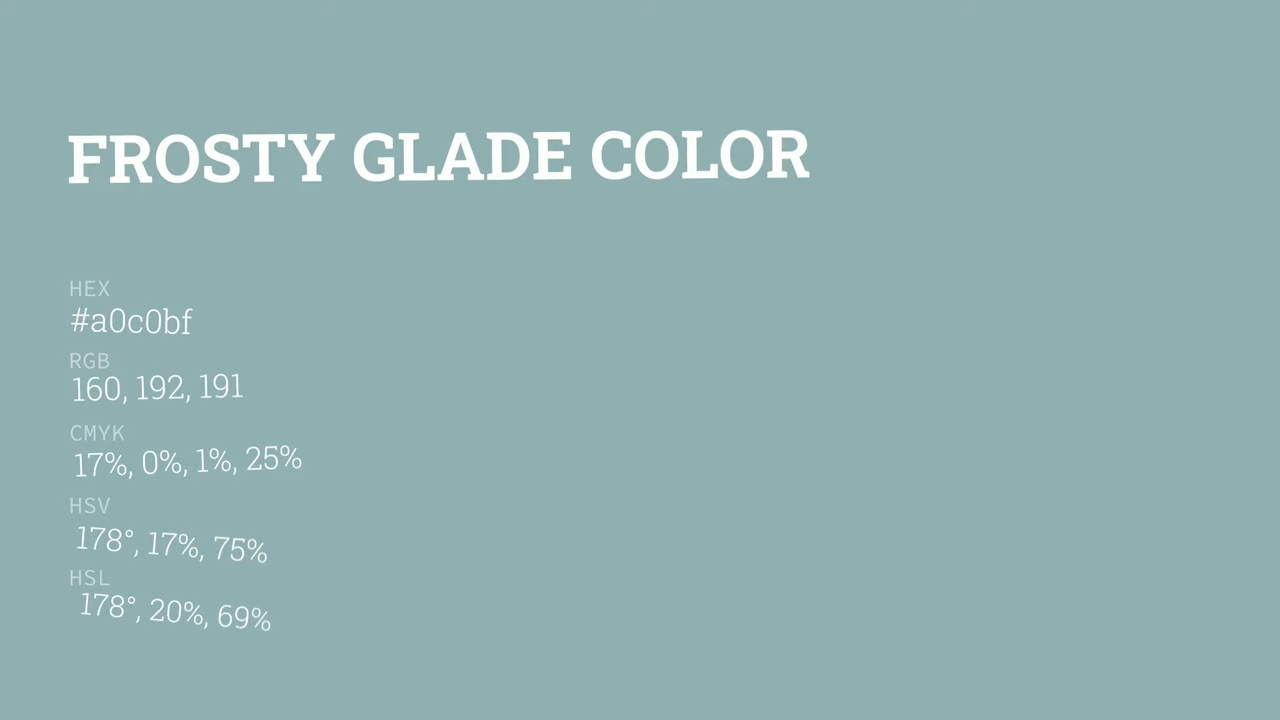 FROSTY GLADE COLOR
HEX
#a0c0bf
RGB
160, 192, 191
CMYK
17%, 0%, 1%, 25%
HSV
178°, 17%, 75%
HSL
178°, 20%, 69%